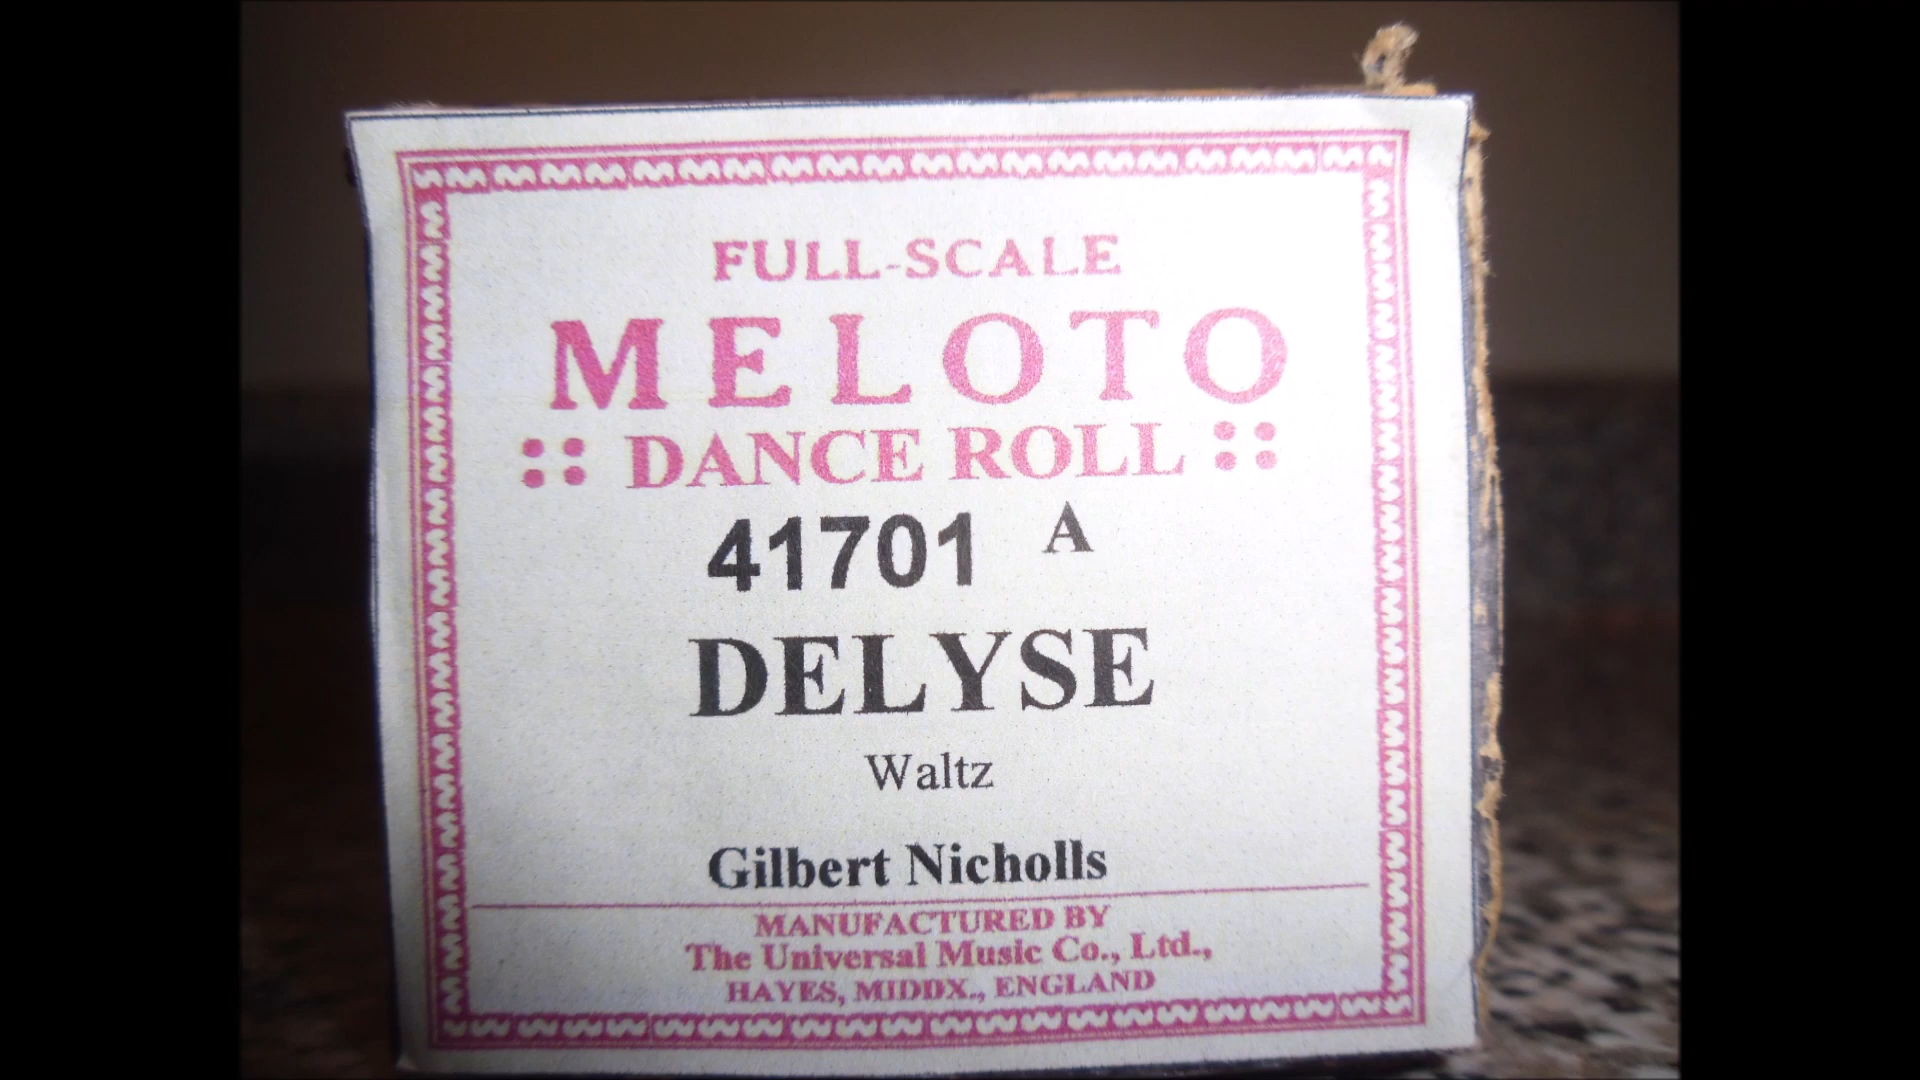 FULL-SCALE
MELOTO
DANCE ROLL
41701 A
DELYSE
Waltz
Gilbert Nicholls
MANUFACTURED BY
The Universal Music Co., Ltd.,
HAYES, MIDDX., ENGLAND